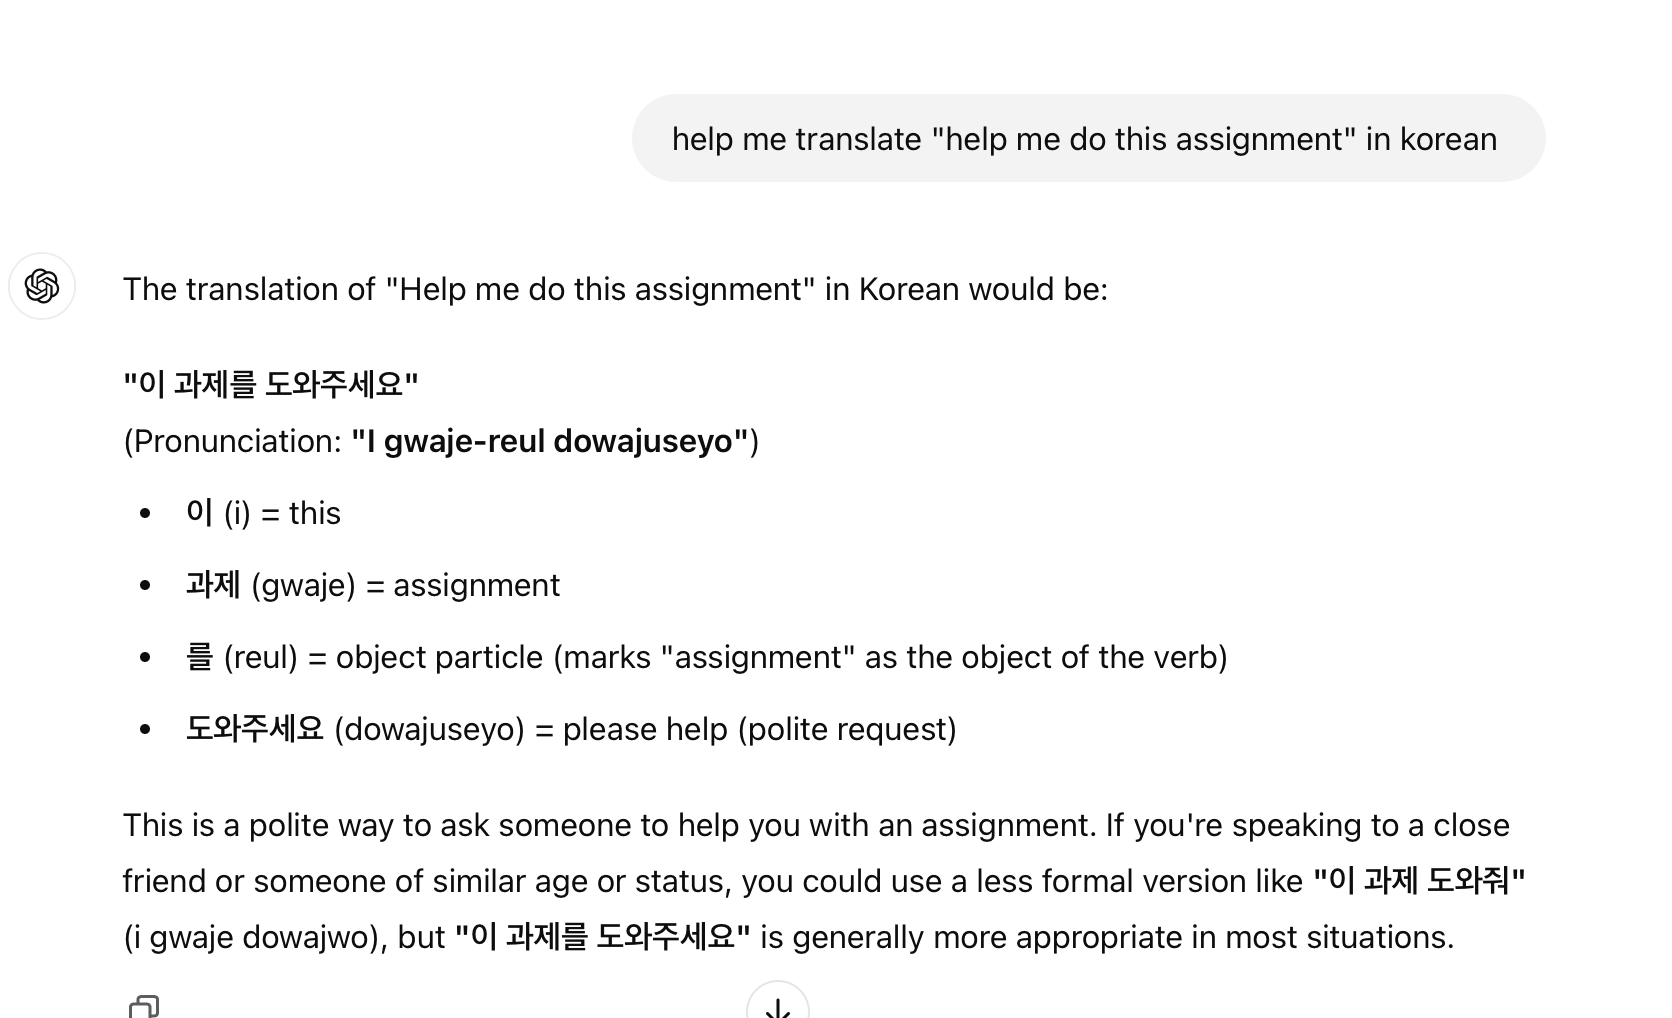 help me translate "help me do this assignment" in korean
The translation of "Help me do this assignment" in Korean would be:
"이 과제를 도와주세요"
(Pronunciation: "I gwaje-reul dowajuseyo")
• 이 (i) = this
• 과제 (gwaje) = assignment
• 를 (reul) = object particle (marks "assignment" as the object of the verb)
• 도와주세요 (dowajuseyo) = please help (polite request)
This is a polite way to ask someone to help you with an assignment. If you're speaking to a close
friend or someone of similar age or status, you could use a less formal version like "이 과제 도와줘"
(i gwaje dowajwo), but "이 과제를 도와주세요" is generally more appropriate in most situations.